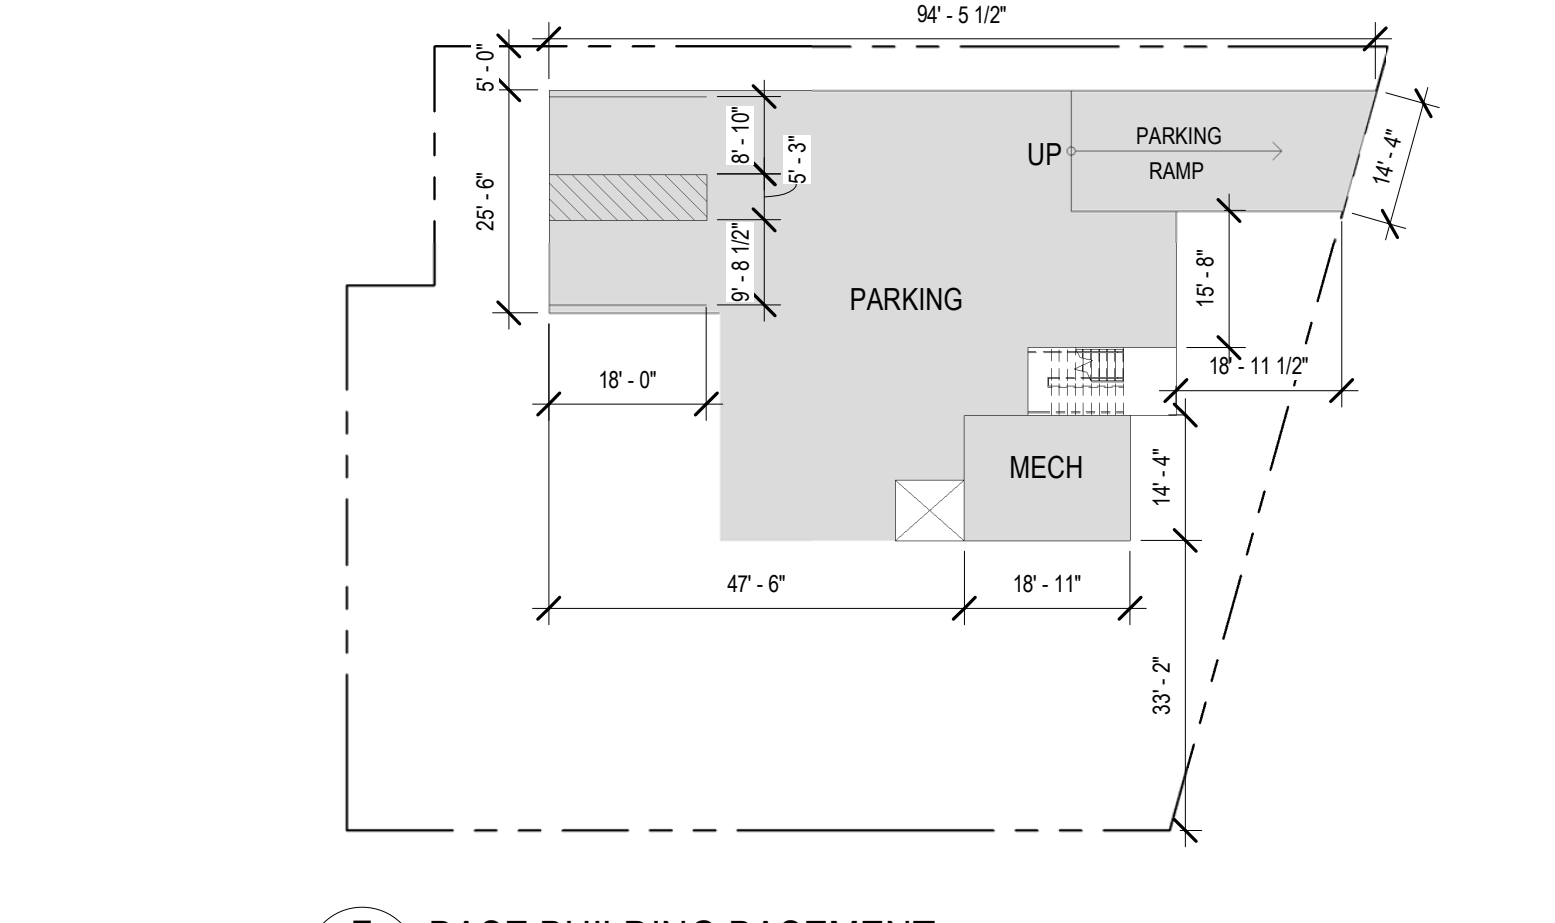 94' - 5 1/2"
5' - 0"
8' - 10"
5' - 3"
14' - 4"
UP
PARKING
RAMP
25' - 6"
9' - 8 1/2"
15' - 8"
PARKING
18' - 0"
18' - 11 1/2"
MECH
14' - 4"
47' - 6"
18' - 11"
33' - 2"